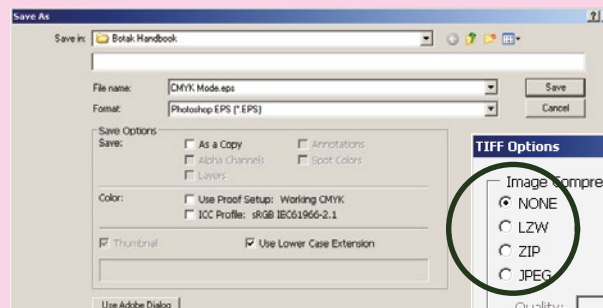 Save As
Save in: Botak Handbook
File name: CMYK Mode.eps Save
Format: Photoshop EPS (*.EPS) Cancel
Save Options
Save: As a Copy Annotations
Alpha Channels Spot Colors
Layers
Color: Use Proof Setup: Working CMYK
ICC Profile: sRGB IEC61966-2.1
Thumbnail Use Lower Case Extension
Use Adobe Dialog
TIFF Options
Image Compre
NONE
LZW
ZIP
JPEG
Quality: